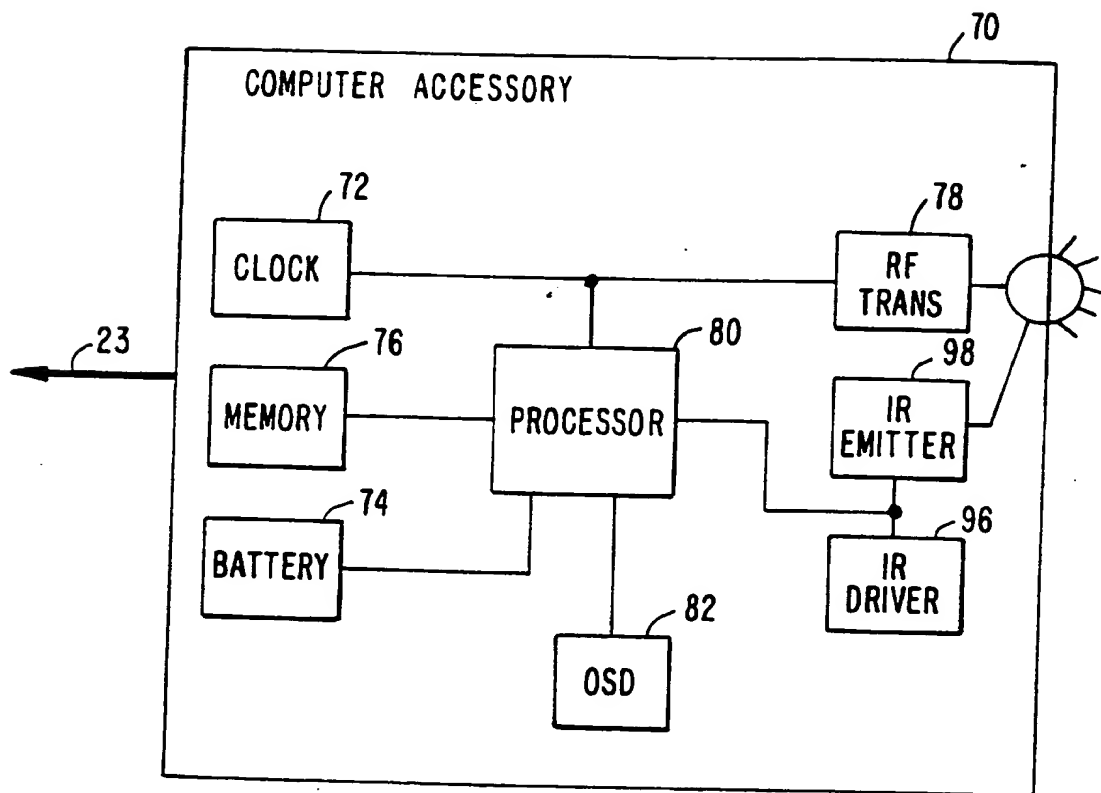 70
COMPUTER ACCESSORY
72
CLOCK
78
RF
TRANS
23
76
MEMORY
80
PROCESSOR
98
IR
EMITTER
74
BATTERY
96
IR
DRIVER
82
OSD